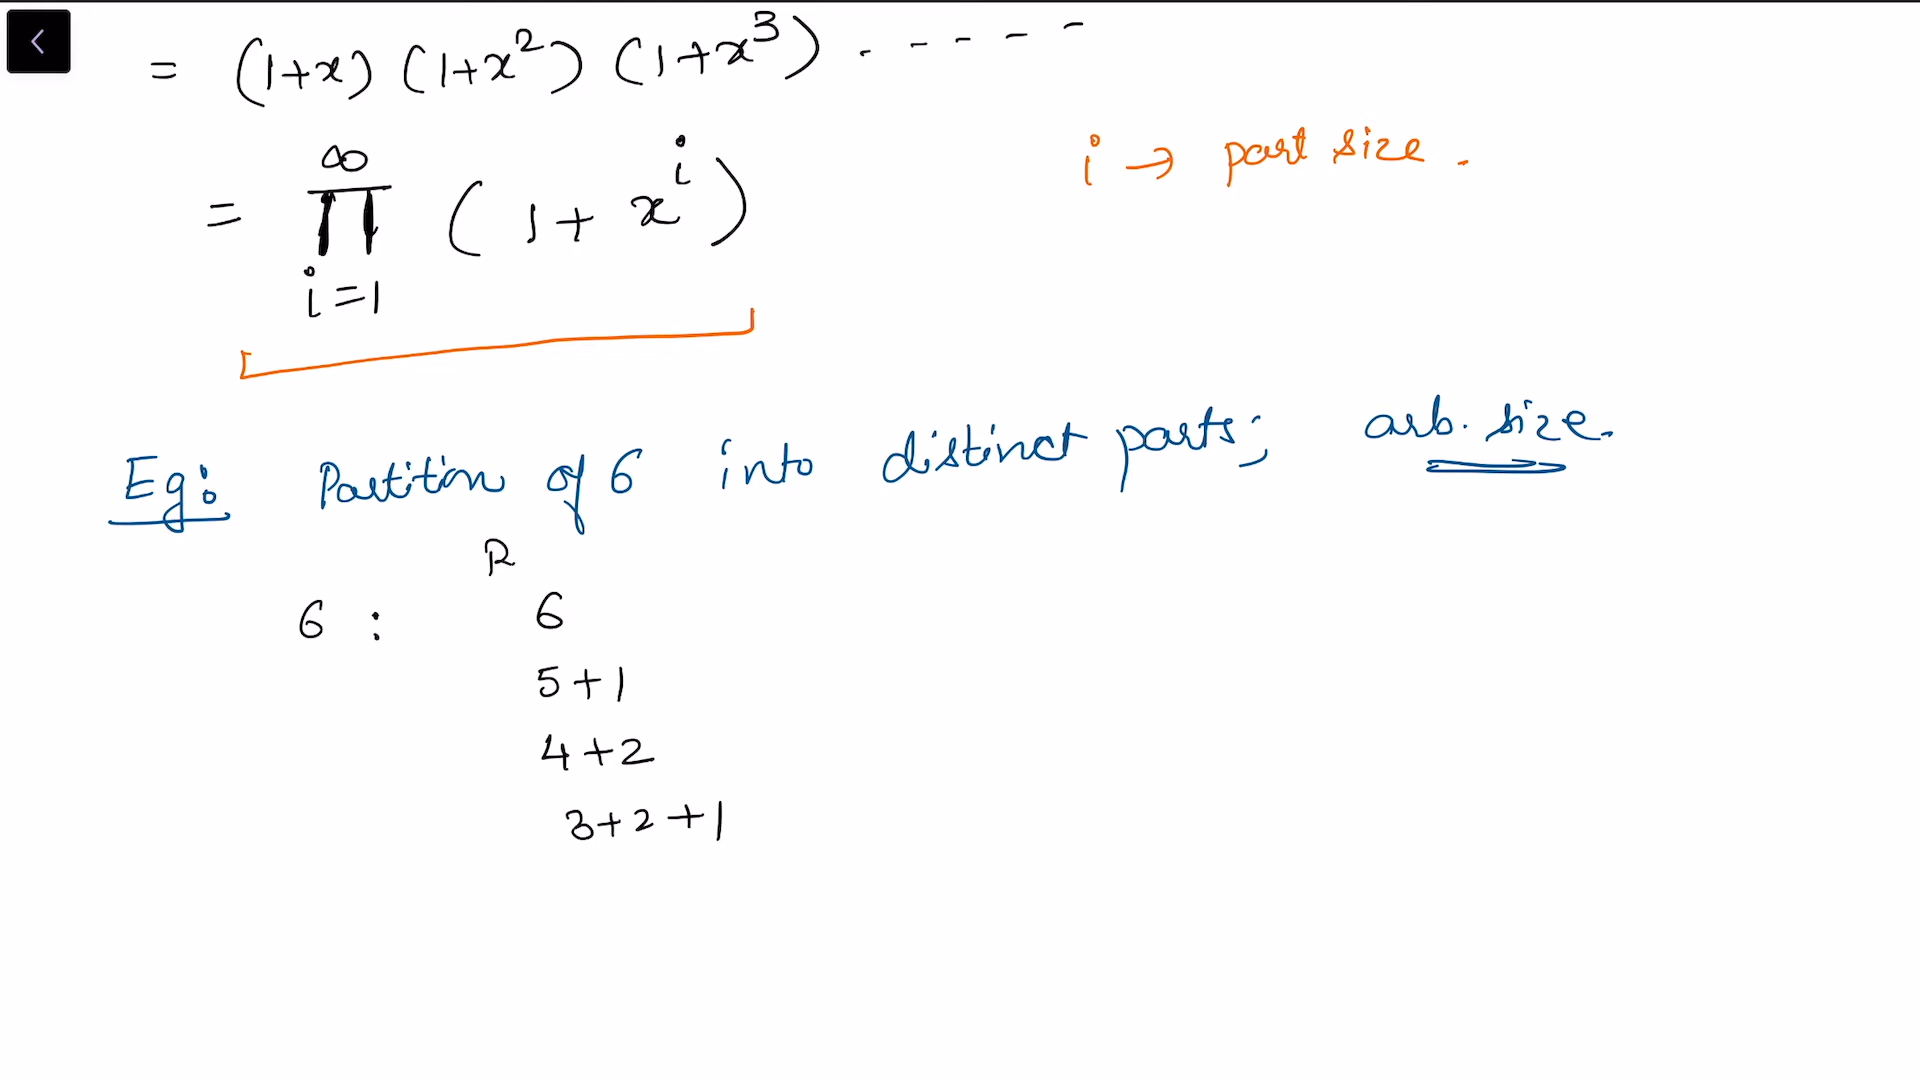 = (1+x) (1+x²) (1+x³) . - - - -
= ∞ ∏ i=1 (1 + xⁱ)
i → part size.
Eg: Partition of 6 into distinct parts; arb. size.
R
6 : 6
5+1
4+2
3+2+1